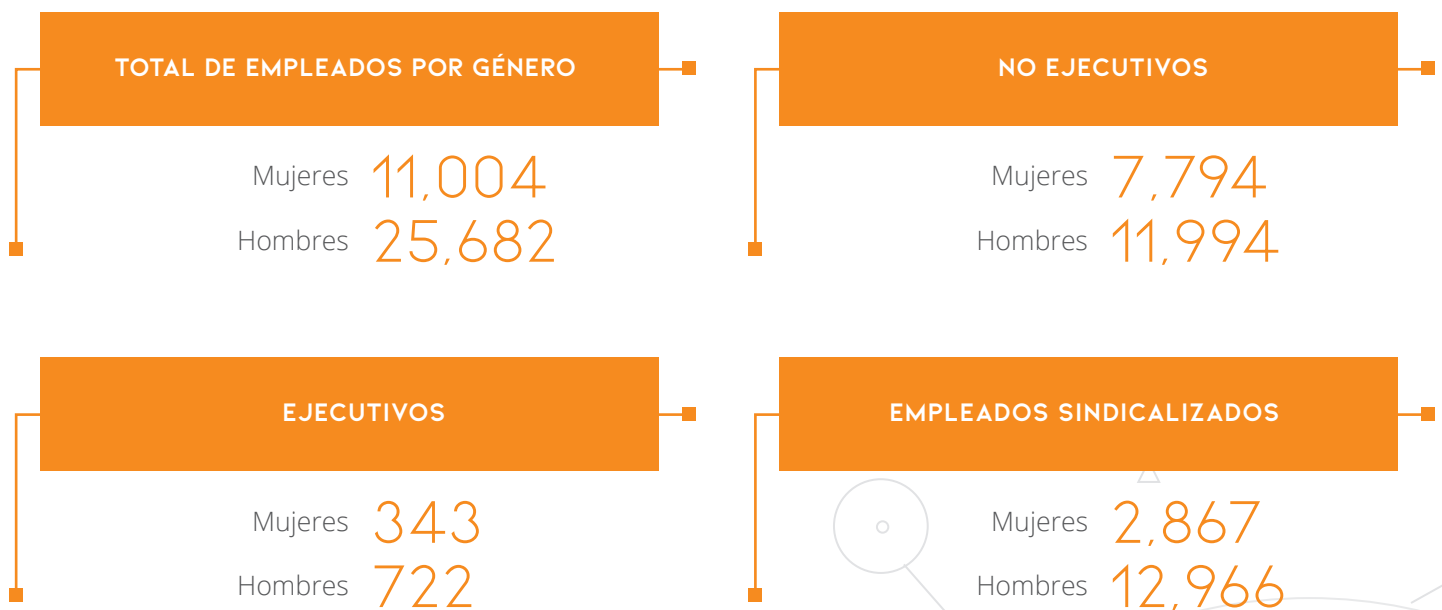 TOTAL DE EMPLEADOS POR GÉNERO
Mujeres 11,004
Hombres 25,682
NO EJECUTIVOS
Mujeres 7,794
Hombres 11,994
EJECUTIVOS
Mujeres 343
Hombres 722
EMPLEADOS SINDICALIZADOS
Mujeres 2,867
Hombres 12,966